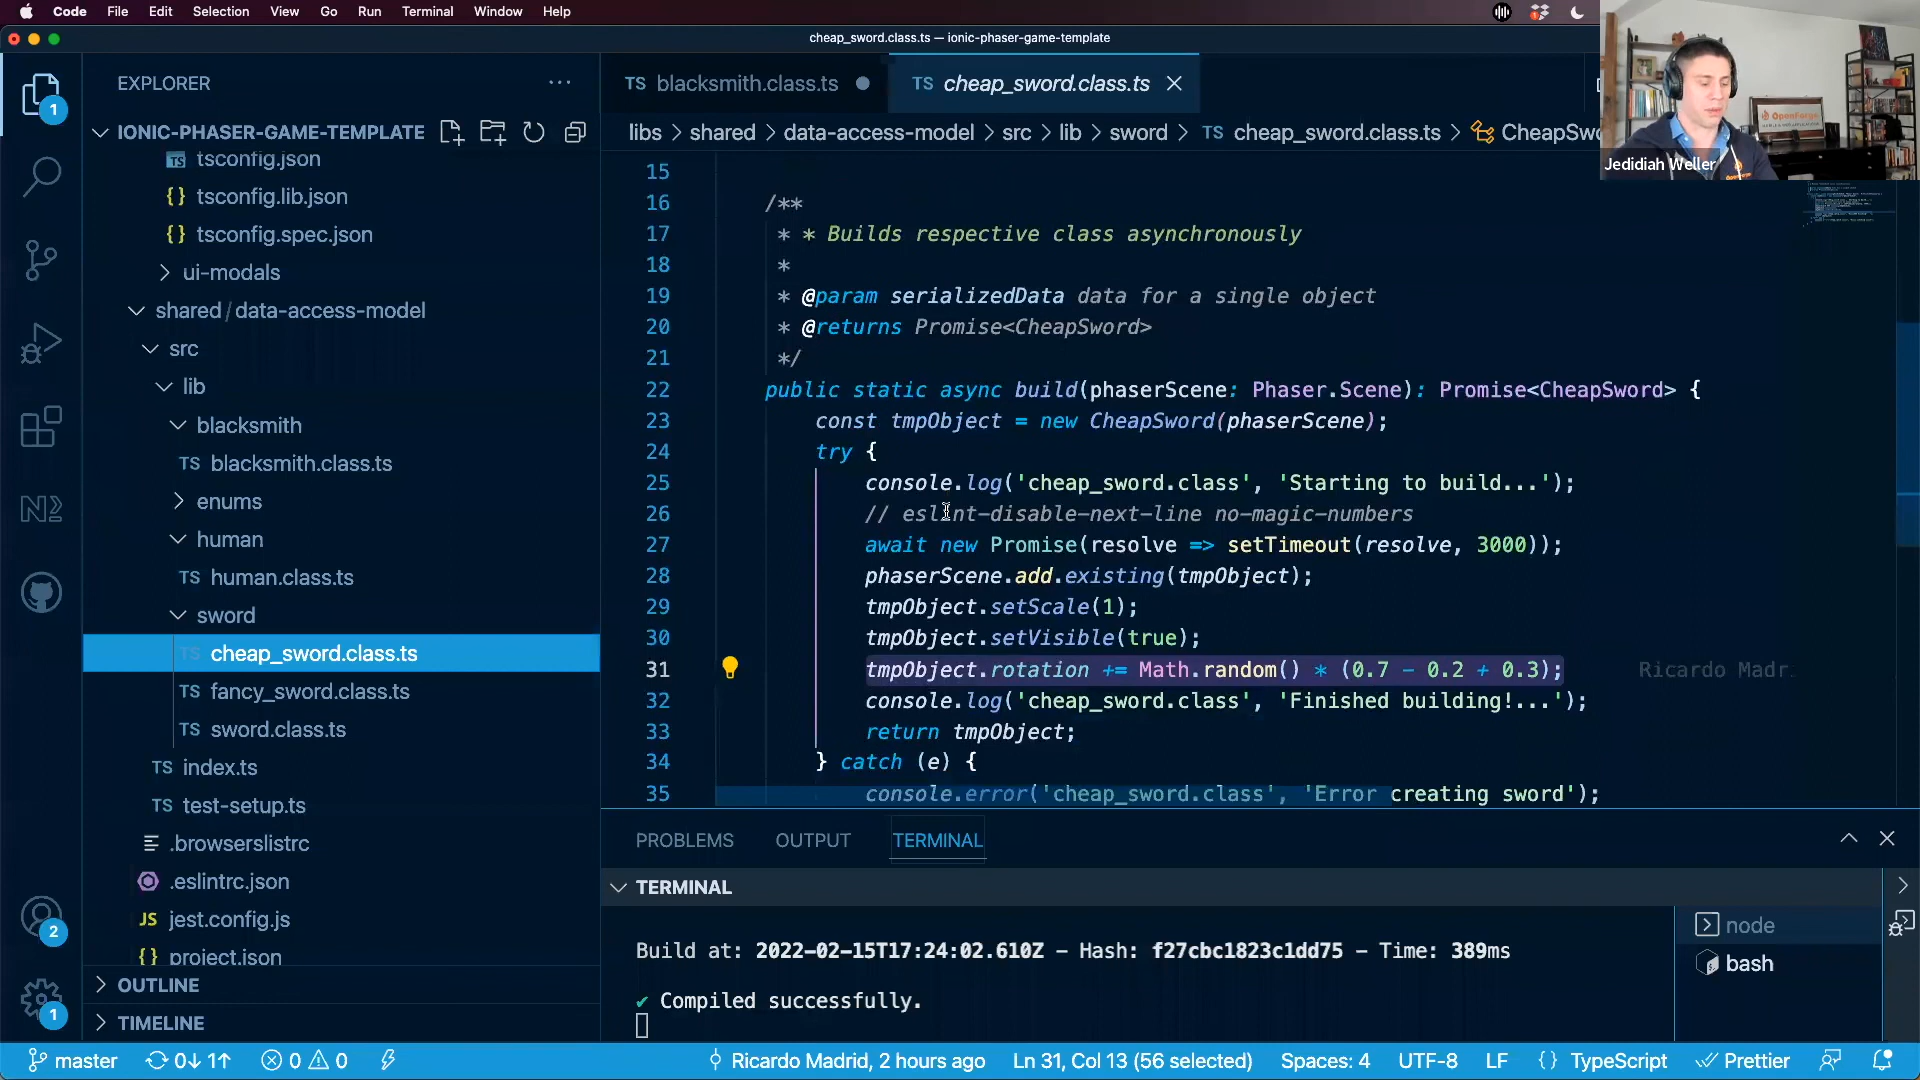 Code File Edit Selection View Go Run Terminal Window Help
cheap_sword.class.ts — ionic-phaser-game-template
EXPLORER
IONIC-PHASER-GAME-TEMPLATE
tsconfig.json
{} tsconfig.lib.json
{} tsconfig.spec.json
ui-modals
shared / data-access-model
src
lib
blacksmith
TS blacksmith.class.ts
enums
human
TS human.class.ts
sword
TS cheap_sword.class.ts
TS fancy_sword.class.ts
TS sword.class.ts
TS index.ts
TS test-setup.ts
.browserslistrc
.eslintrc.json
JS jest.config.js
{} project.json
OUTLINE
TIMELINE
1
2
1
TS blacksmith.class.ts
TS cheap_sword.class.ts
libs > shared > data-access-model > src > lib > sword > TS cheap_sword.class.ts > CheapSwo
15
16 /**
17 * * Builds respective class asynchronously
18 *
19 * @param serializedData data for a single object
20 * @returns Promise<CheapSword>
21 */
22 public static async build(phaserScene: Phaser.Scene): Promise<CheapSword> {
23 const tmpObject = new CheapSword(phaserScene);
24 try {
25 console.log('cheap_sword.class', 'Starting to build...');
26 // eslint-disable-next-line no-magic-numbers
27 await new Promise(resolve => setTimeout(resolve, 3000));
28 phaserScene.add.existing(tmpObject);
29 tmpObject.setScale(1);
30 tmpObject.setVisible(true);
31 tmpObject.rotation += Math.random() * (0.7 - 0.2 + 0.3); Ricardo Madr
32 console.log('cheap_sword.class', 'Finished building!...');
33 return tmpObject;
34 } catch (e) {
35 console.error('cheap_sword.class', 'Error creating sword');
PROBLEMS OUTPUT TERMINAL
TERMINAL
Build at: 2022-02-15T17:24:02.610Z - Hash: f27cbc1823c1dd75 - Time: 389ms
✔ Compiled successfully.
node
bash
master 0↓ 1↑ 0 0 Ricardo Madrid, 2 hours ago Ln 31, Col 13 (56 selected) Spaces: 4 UTF-8 LF {} TypeScript Prettier
Jedidiah Weller
OpenForge